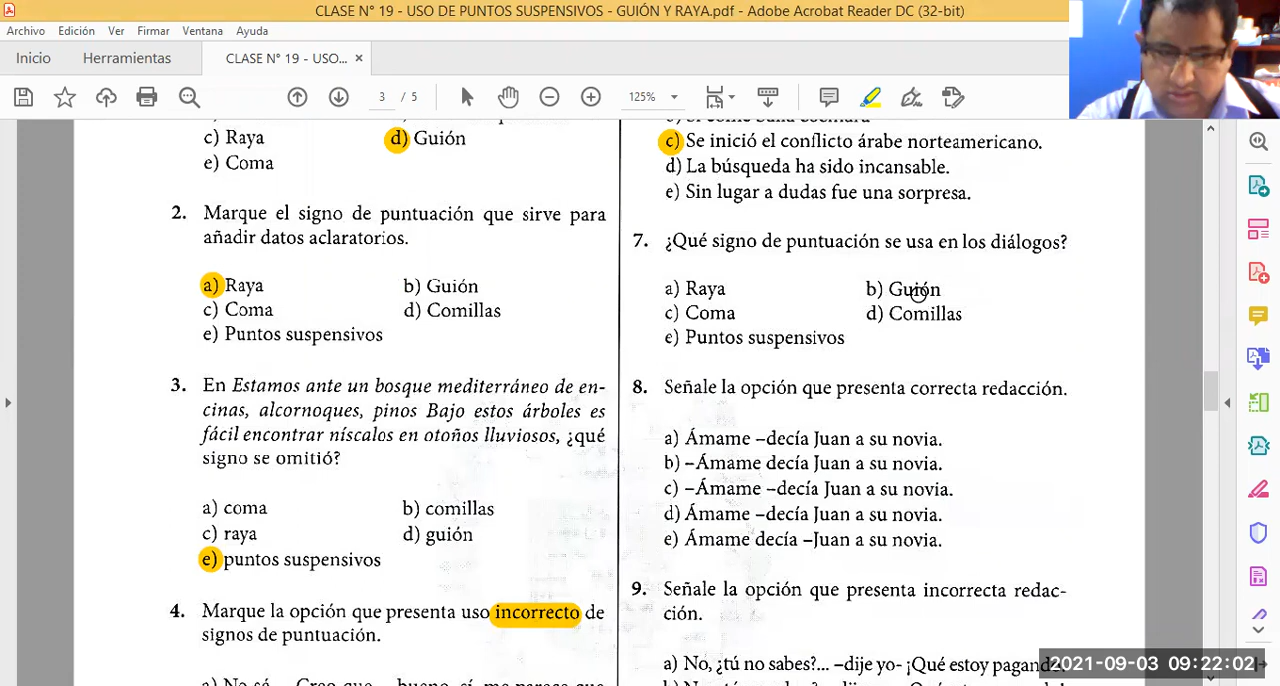 CLASE N° 19 - USO DE PUNTOS SUSPENSIVOS - GUIÓN Y RAYA.pdf - Adobe Acrobat Reader DC (32-bit)
Archivo Edición Ver Firmar Ventana Ayuda
Inicio Herramientas CLASE N° 19 - USO... ×
3 / 5 125%
c) Raya d) Guión
e) Coma
2. Marque el signo de puntuación que sirve para
añadir datos aclaratorios.
a) Raya b) Guión
c) Coma d) Comillas
e) Puntos suspensivos
3. En Estamos ante un bosque mediterráneo de en-
cinas, alcornoques, pinos Bajo estos árboles es
fácil encontrar níscalos en otoños lluviosos, ¿qué
signo se omitió?
a) coma b) comillas
c) raya d) guión
e) puntos suspensivos
4. Marque la opción que presenta uso incorrecto de
signos de puntuación.
c) Se inició el conflicto árabe norteamericano.
d) La búsqueda ha sido incansable.
e) Sin lugar a dudas fue una sorpresa.
7. ¿Qué signo de puntuación se usa en los diálogos?
a) Raya b) Guión
c) Coma d) Comillas
e) Puntos suspensivos
8. Señale la opción que presenta correcta redacción.
a) Ámame –decía Juan a su novia.
b) –Ámame decía Juan a su novia.
c) –Ámame –decía Juan a su novia.
d) Ámame –decía Juan a su novia.
e) Ámame decía –Juan a su novia.
9. Señale la opción que presenta incorrecta redac-
ción.
a) No, ¿tú no sabes?... –dije yo- ¡Qué estoy
2021-09-03 09:22:02